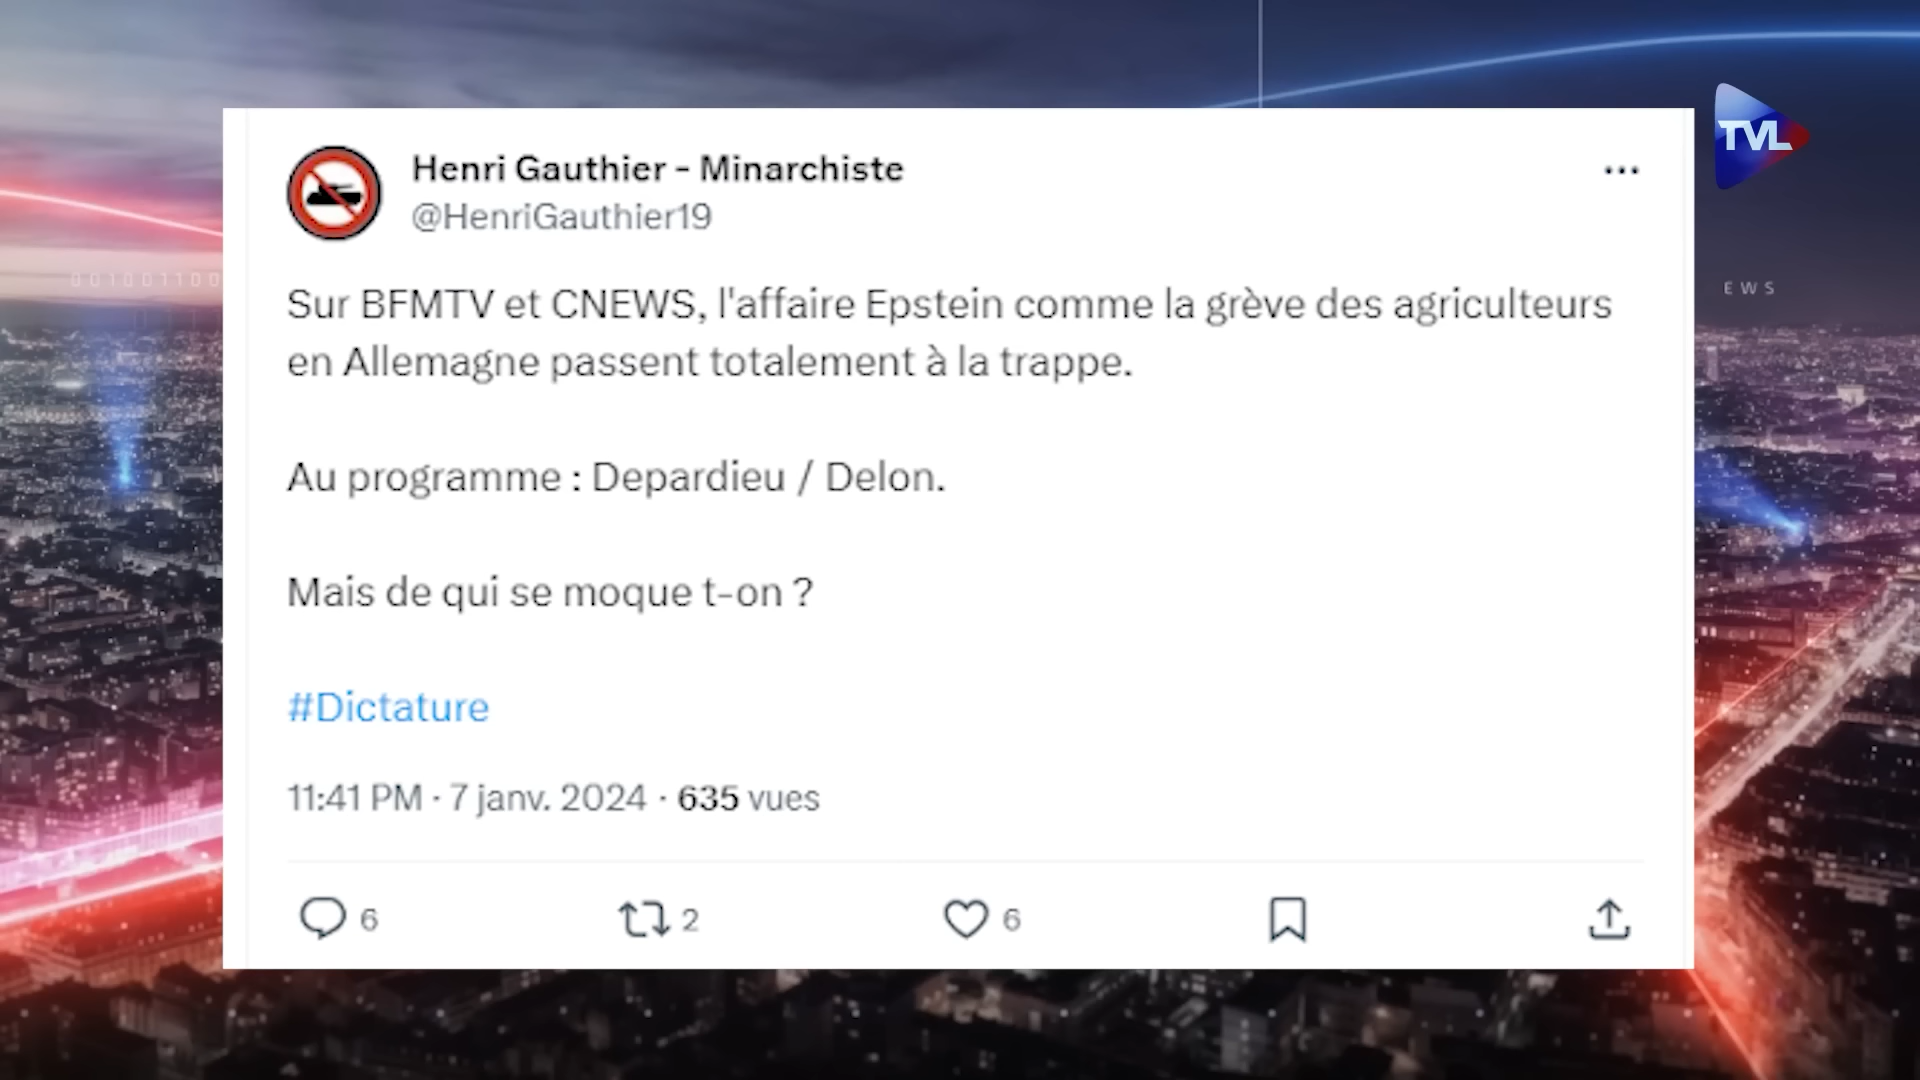 TVL
Henri Gauthier - Minarchiste
@HenriGauthier19
Sur BFMTV et CNEWS, l'affaire Epstein comme la grève des agriculteurs
en Allemagne passent totalement à la trappe.
Au programme : Depardieu / Delon.
Mais de qui se moque t-on ?
#Dictature
11:41 PM · 7 janv. 2024 · 635 vues
6 2 6
001001100
EWS